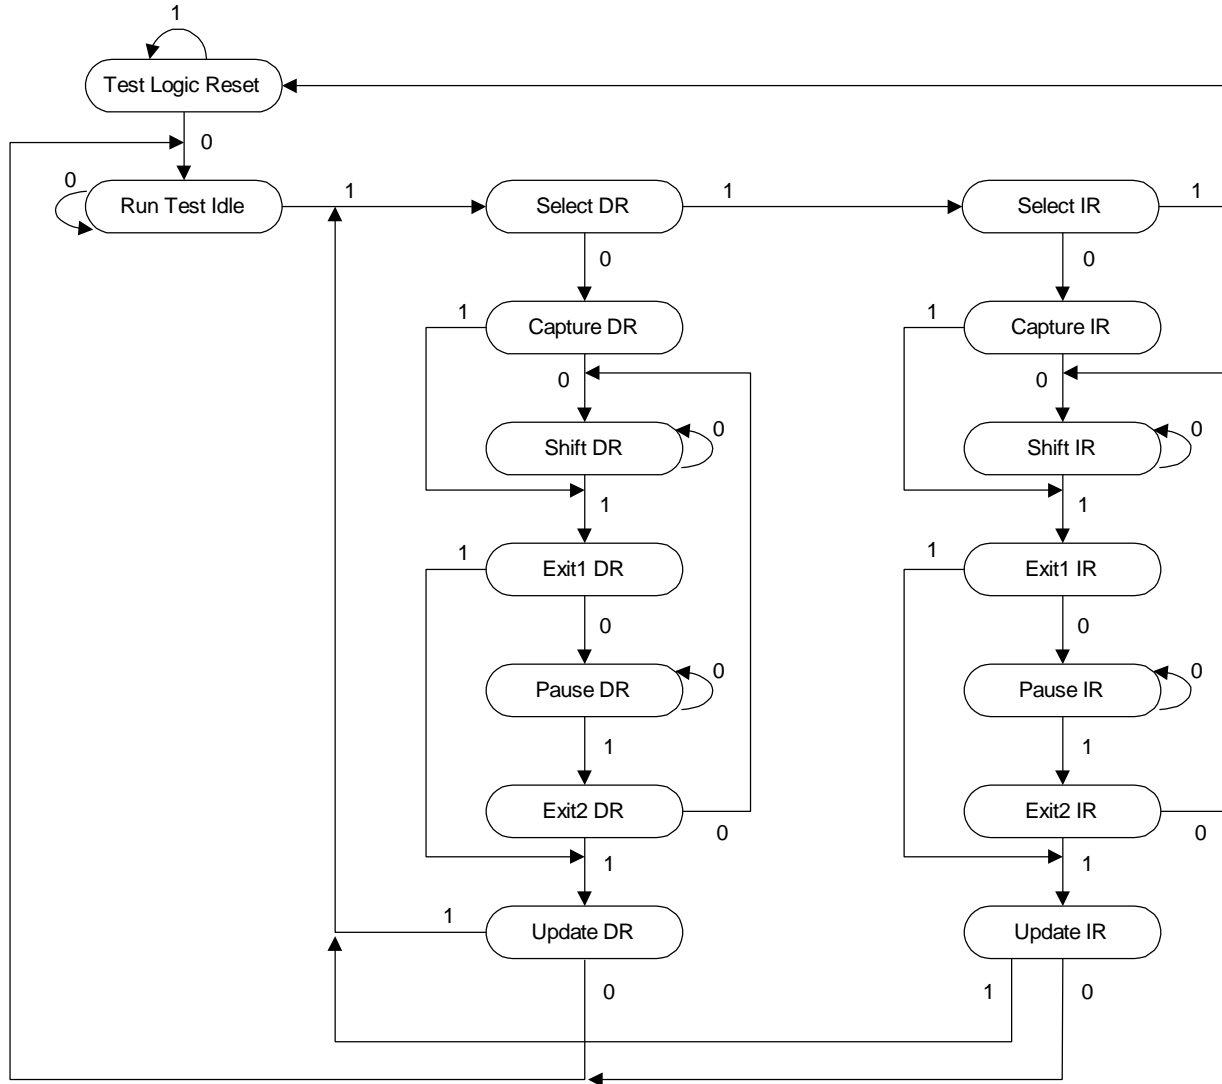 1
Test Logic Reset
0
0
Run Test Idle
1
Select DR
1
Select IR
1
0
0
1
Capture DR
1
Capture IR
0
0
Shift DR
0
Shift IR
0
1
1
1
Exit1 DR
1
Exit1 IR
0
0
Pause DR
0
Pause IR
0
1
1
Exit2 DR
0
Exit2 IR
0
1
1
1
Update DR
Update IR
0
1
0